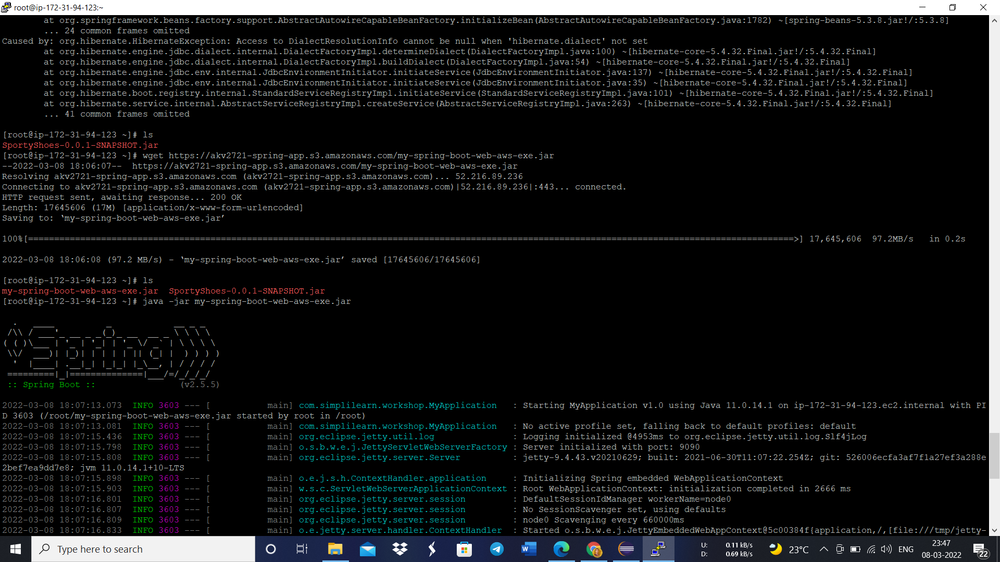 root@ip-172-31-94-123:~
at org.springframework.beans.factory.support.AbstractAutowireCapableBeanFactory.initializeBean(AbstractAutowireCapableBeanFactory.java:1782) ~[spring-beans-5.3.8.jar!/:5.3.8]
... 24 common frames omitted
Caused by: org.hibernate.HibernateException: Access to DialectResolutionInfo cannot be null when 'hibernate.dialect' not set
at org.hibernate.engine.jdbc.dialect.internal.DialectFactoryImpl.determineDialect(DialectFactoryImpl.java:100) ~[hibernate-core-5.4.32.Final.jar!/:5.4.32.Final]
at org.hibernate.engine.jdbc.dialect.internal.DialectFactoryImpl.buildDialect(DialectFactoryImpl.java:54) ~[hibernate-core-5.4.32.Final.jar!/:5.4.32.Final]
at org.hibernate.engine.jdbc.env.internal.JdbcEnvironmentInitiator.initiateService(JdbcEnvironmentInitiator.java:137) ~[hibernate-core-5.4.32.Final.jar!/:5.4.32.Final]
at org.hibernate.engine.jdbc.env.internal.JdbcEnvironmentInitiator.initiateService(JdbcEnvironmentInitiator.java:35) ~[hibernate-core-5.4.32.Final.jar!/:5.4.32.Final]
at org.hibernate.boot.registry.internal.StandardServiceRegistryImpl.initiateService(StandardServiceRegistryImpl.java:101) ~[hibernate-core-5.4.32.Final.jar!/:5.4.32.Final]
at org.hibernate.service.internal.AbstractServiceRegistryImpl.createService(AbstractServiceRegistryImpl.java:263) ~[hibernate-core-5.4.32.Final.jar!/:5.4.32.Final]
... 41 common frames omitted
[root@ip-172-31-94-123 ~]# ls
SportyShoes-0.0.1-SNAPSHOT.jar
[root@ip-172-31-94-123 ~]# wget https://akv2721-spring-app.s3.amazonaws.com/my-spring-boot-web-aws-exe.jar
--2022-03-08 18:06:07-- https://akv2721-spring-app.s3.amazonaws.com/my-spring-boot-web-aws-exe.jar
Resolving akv2721-spring-app.s3.amazonaws.com (akv2721-spring-app.s3.amazonaws.com)... 52.216.89.236
Connecting to akv2721-spring-app.s3.amazonaws.com (akv2721-spring-app.s3.amazonaws.com)|52.216.89.236|:443... connected.
HTTP request sent, awaiting response... 200 OK
Length: 17645606 (17M) [application/x-www-form-urlencoded]
Saving to: ‘my-spring-boot-web-aws-exe.jar’
100%[==================================================>] 17,645,606 97.2MB/s in 0.2s
2022-03-08 18:06:08 (97.2 MB/s) - ‘my-spring-boot-web-aws-exe.jar’ saved [17645606/17645606]
[root@ip-172-31-94-123 ~]# ls
my-spring-boot-web-aws-exe.jar SportyShoes-0.0.1-SNAPSHOT.jar
[root@ip-172-31-94-123 ~]# java -jar my-spring-boot-web-aws-exe.jar
Spring
:: Spring Boot :: (v2.5.5)
2022-03-08 18:07:13.073 INFO 3603 --- [ main] com.simplilearn.workshop.MyApplication : Starting MyApplication v1.0 using Java 11.0.14.1 on ip-172-31-94-123.ec2.internal with PI
D 3603 (/root/my-spring-boot-web-aws-exe.jar started by root in /root)
2022-03-08 18:07:13.081 INFO 3603 --- [ main] com.simplilearn.workshop.MyApplication : No active profile set, falling back to default profiles: default
2022-03-08 18:07:15.436 INFO 3603 --- [ main] org.eclipse.jetty.util.log : Logging initialized @4953ms to org.eclipse.jetty.util.log.Slf4jLog
2022-03-08 18:07:15.798 INFO 3603 --- [ main] o.s.b.w.e.j.JettyServletWebServerFactory : Server initialized with port: 9090
2022-03-08 18:07:15.808 INFO 3603 --- [ main] org.eclipse.jetty.server.Server : jetty-9.4.43.v20210629; built: 2021-06-30T11:07:22.254Z; git: 526006ecfa3af7f1a27ef3a288e
2bef7ea9dd7e8; jvm 11.0.14.1+10-LTS
2022-03-08 18:07:15.898 INFO 3603 --- [ main] o.e.j.s.h.ContextHandler.application : Initializing Spring embedded WebApplicationContext
2022-03-08 18:07:15.903 INFO 3603 --- [ main] w.s.c.ServletWebServerApplicationContext : Root WebApplicationContext: initialization completed in 2666 ms
2022-03-08 18:07:16.801 INFO 3603 --- [ main] org.eclipse.jetty.server.session : DefaultSessionIdManager workerName=node0
2022-03-08 18:07:16.807 INFO 3603 --- [ main] org.eclipse.jetty.server.session : No SessionScavenger set, using defaults
2022-03-08 18:07:16.809 INFO 3603 --- [ main] org.eclipse.jetty.server.session : node0 Scavenging every 660000ms
2022-03-08 18:07:16.833 INFO 3603 --- [ main] o.e.jetty.server.handler.ContextHandler : Started o.s.b.w.e.j.JettyEmbeddedWebAppContext@5c00384f{application,/,[file:///tmp/jetty-
Type here to search
U: 0.11 kB/s
D: 0.69 kB/s
23°C
ENG
23:47
08-03-2022
22